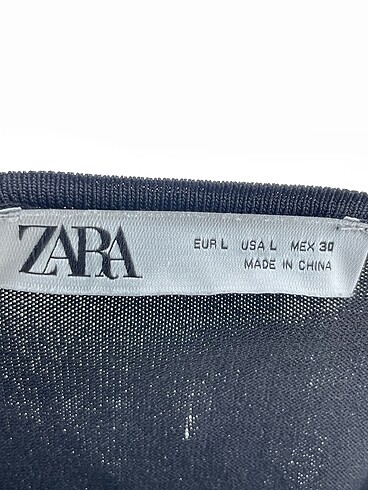 ZARA
EUR L USA L MEX 30
MADE IN CHINA